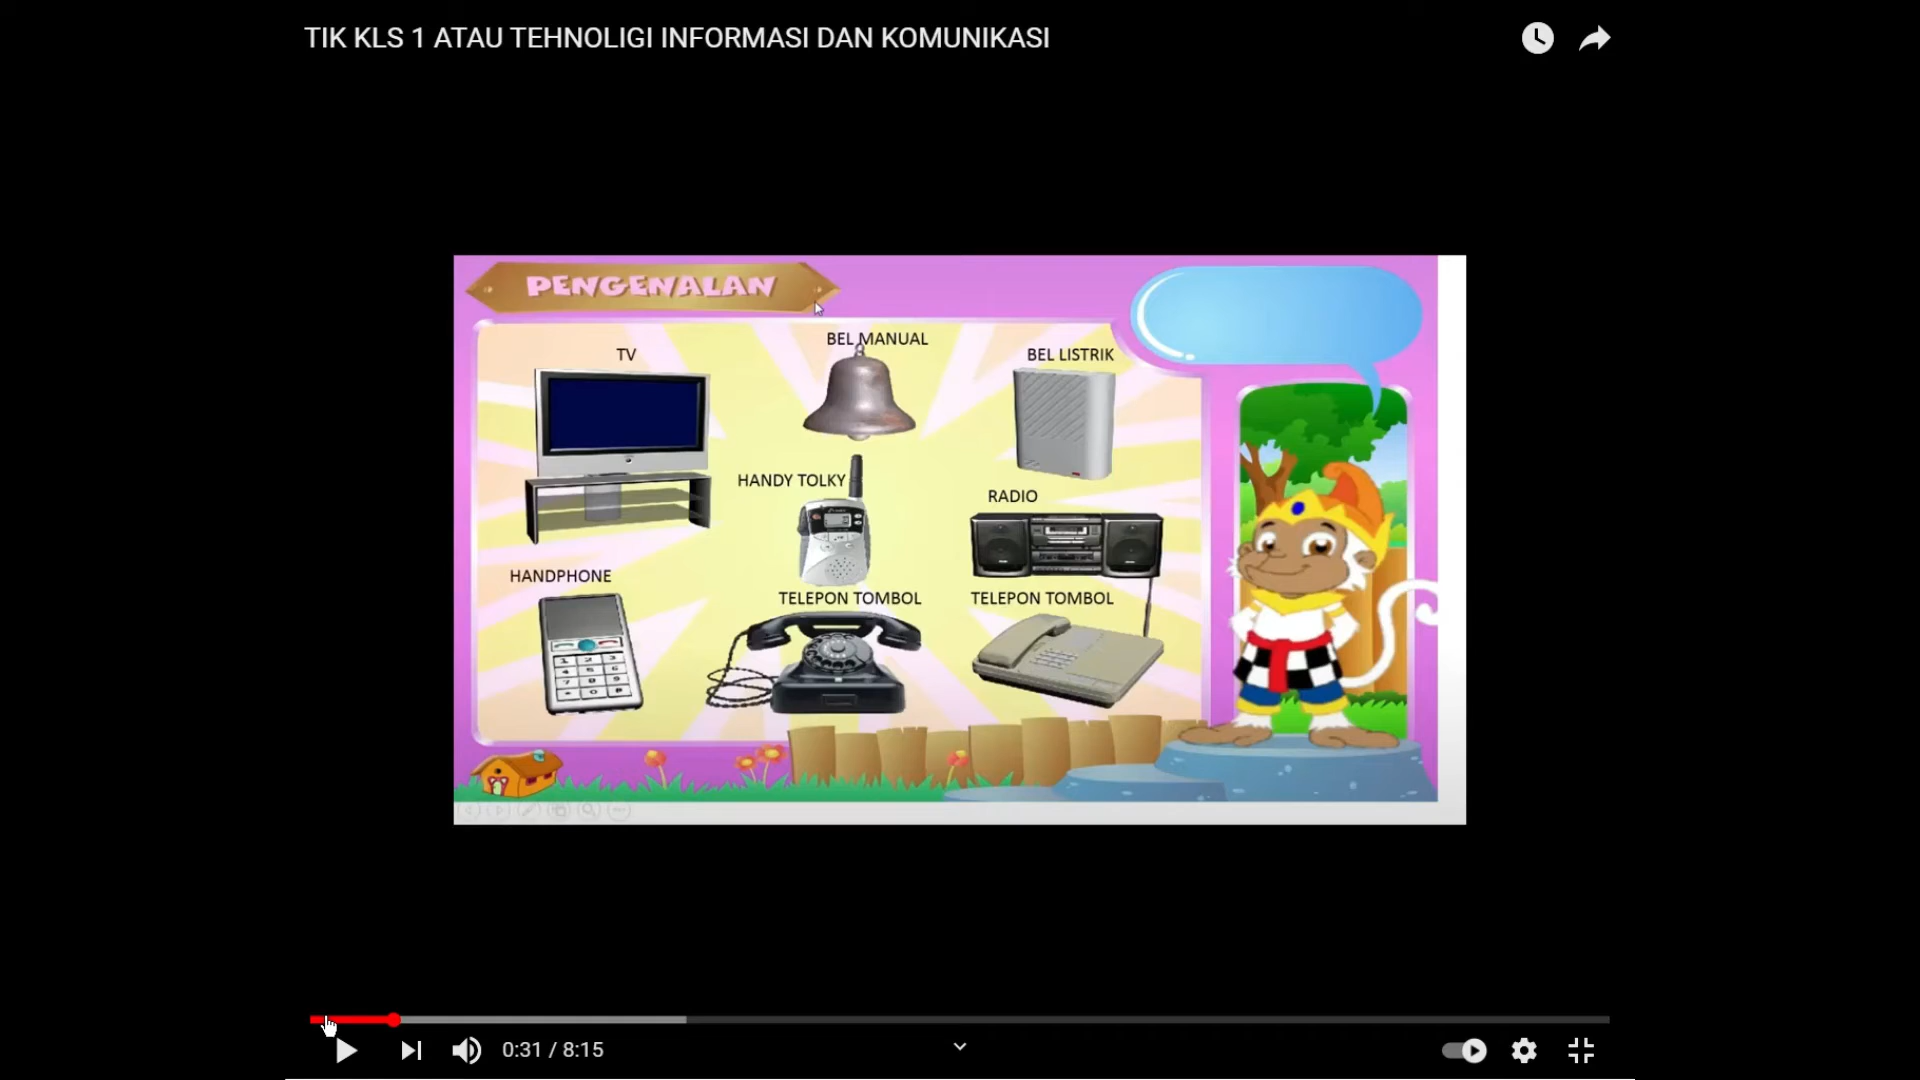 TIK KLS 1 ATAU TEHNOLIGI INFORMASI DAN KOMUNIKASI
PENGENALAN
BEL MANUAL
TV
BEL LISTRIK
HANDY TOLKY
RADIO
HANDPHONE
TELEPON TOMBOL
TELEPON TOMBOL
0:31 / 8:15